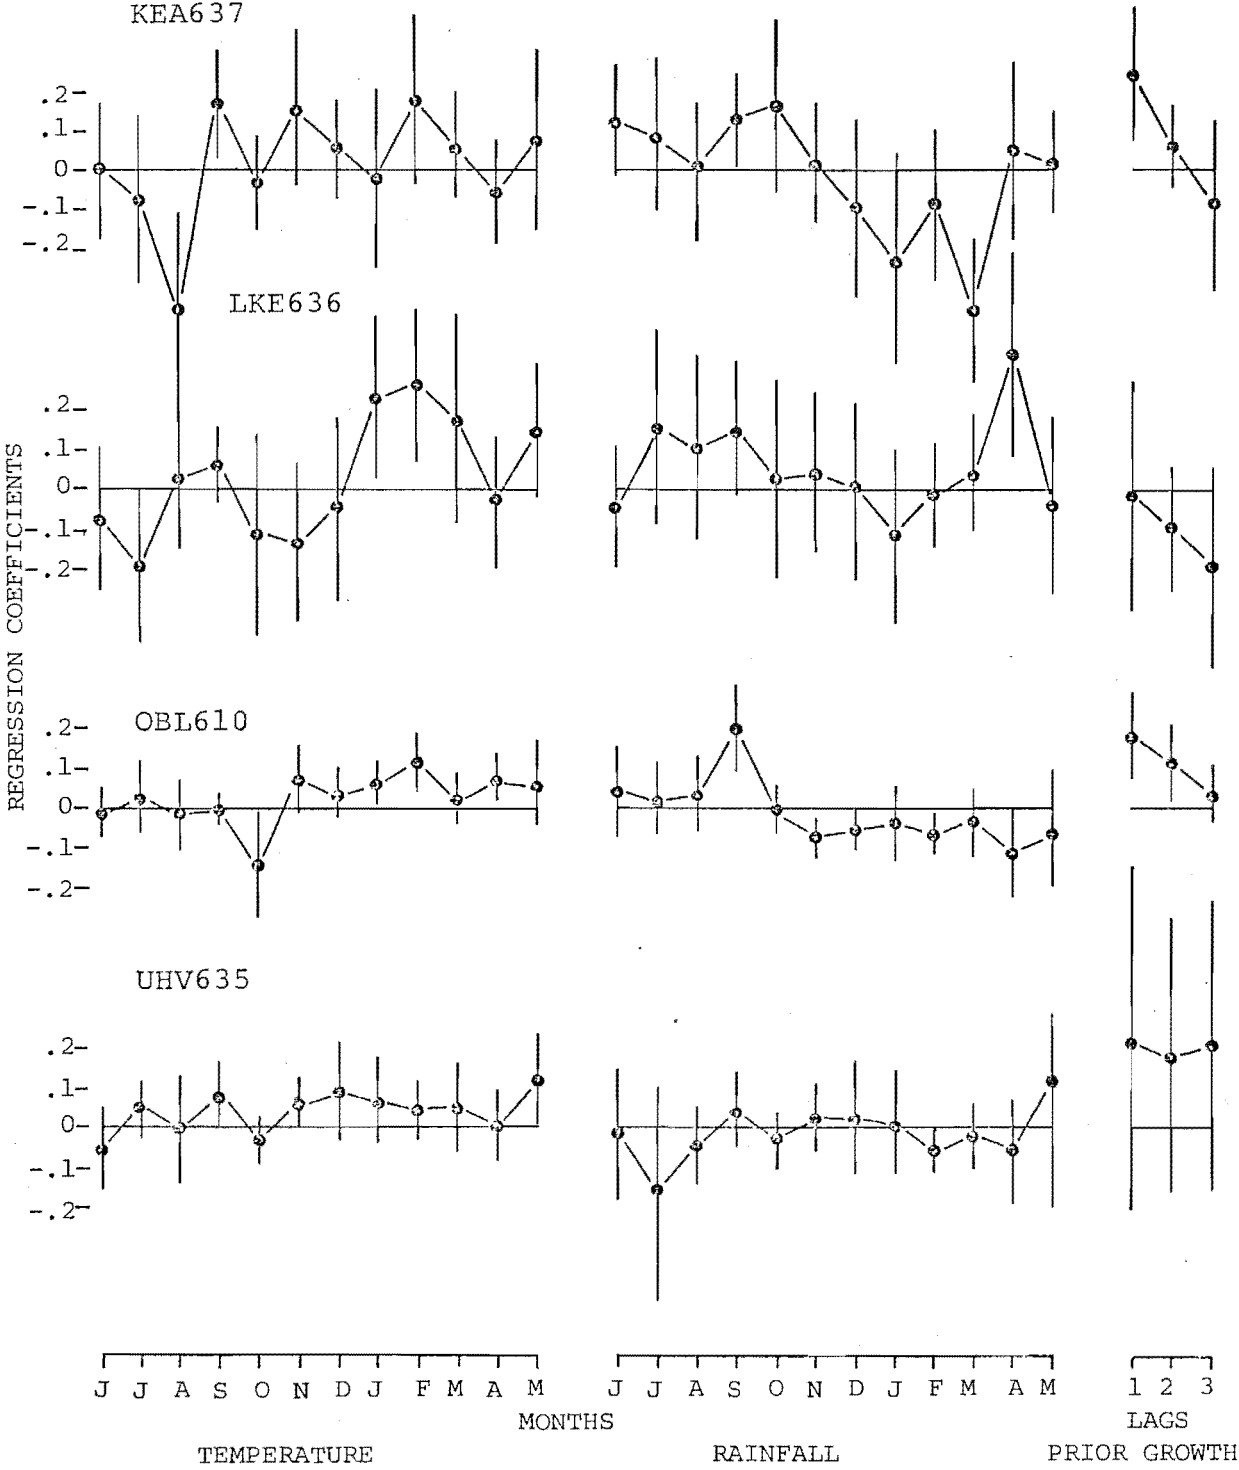 KEA637
.2-
.1-
0-
-.1-
-.2-
LKE636
.2-
.1-
0-
-.1-
-.2-
OBL610
.2-
.1-
0-
-.1-
-.2-
UHV635
.2-
.1-
0-
-.1-
-.2-
REGRESSION COEFFICIENTS
J J A S O N D J F M A M
J J A S O N D J F M A M
1 2 3
MONTHS
LAGS
TEMPERATURE
RAINFALL
PRIOR GROWTH